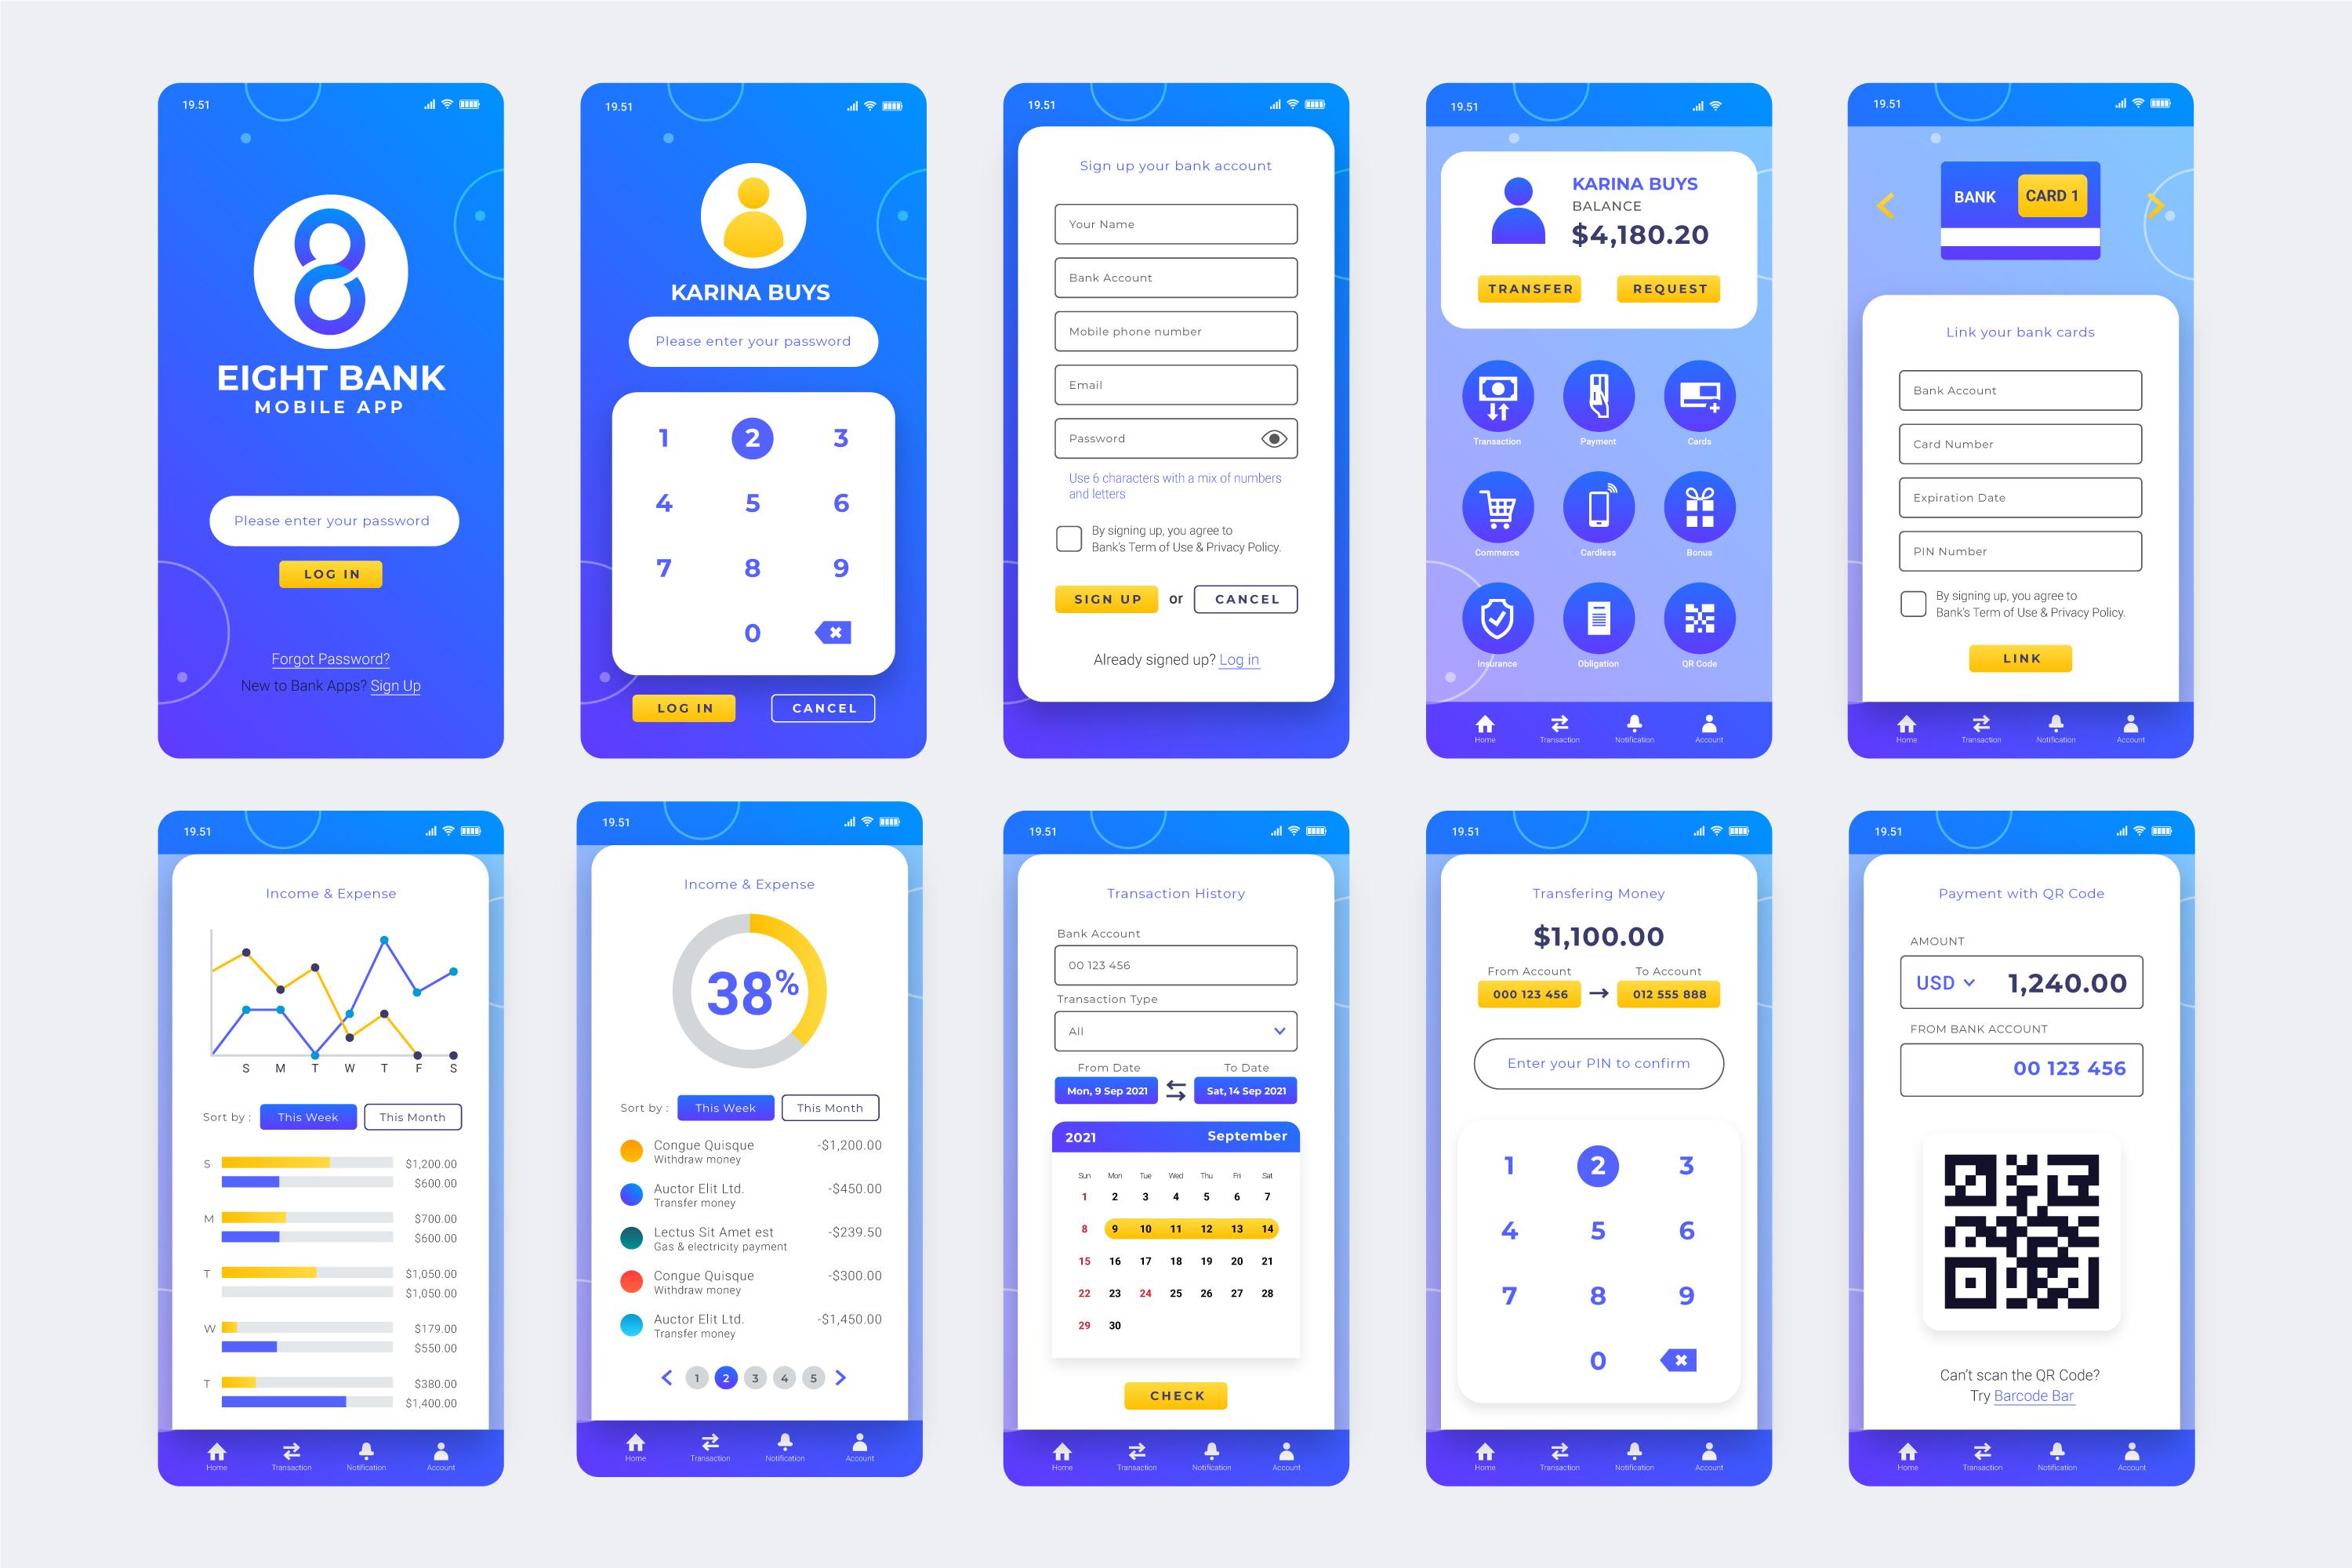 19.51
EIGHT BANK
MOBILE APP
Please enter your password
LOG IN
Forgot Password?
New to Bank Apps? Sign Up
19.51
KARINA BUYS
Please enter your password
1 2 3
4 5 6
7 8 9
0
LOG IN CANCEL
19.51
Sign up your bank account
Your Name
Bank Account
Mobile phone number
Email
Password
Use 6 characters with a mix of numbers
and letters
By signing up, you agree to
Bank's Term of Use & Privacy Policy.
SIGN UP or CANCEL
Already signed up? Log in
19.51
KARINA BUYS
BALANCE
$4,180.20
TRANSFER REQUEST
Transaction Payment Cards
Commerce Cardless Bonus
Insurance Obligation QR Code
Home Transaction Notification Account
19.51
BANK CARD 1
Link your bank cards
Bank Account
Card Number
Expiration Date
PIN Number
By signing up, you agree to
Bank's Term of Use & Privacy Policy.
LINK
Home Transaction Notification Account
19.51
Income & Expense
S M T W T F S
Sort by : This Week This Month
S $1,200.00
$600.00
M $700.00
$600.00
T $1,050.00
$1,050.00
W $179.00
$550.00
T $380.00
$1,400.00
Home Transaction Notification Account
19.51
Income & Expense
38%
Sort by : This Week This Month
Congue Quisque -$1,200.00
Withdraw money
Auctor Elit Ltd. -$450.00
Transfer money
Lectus Sit Amet est -$239.50
Gas & electricity payment
Congue Quisque -$300.00
Withdraw money
Auctor Elit Ltd. -$1,450.00
Transfer money
1 2 3 4 5
Home Transaction Notification Account
19.51
Transaction History
Bank Account
00 123 456
Transaction Type
All
From Date To Date
Mon, 9 Sep 2021 Sat, 14 Sep 2021
2021 September
Sun Mon Tue Wed Thu Fri Sat
1 2 3 4 5 6 7
8 9 10 11 12 13 14
15 16 17 18 19 20 21
22 23 24 25 26 27 28
29 30
CHECK
Home Transaction Notification Account
19.51
Transfering Money
$1,100.00
From Account To Account
000 123 456 012 555 888
Enter your PIN to confirm
1 2 3
4 5 6
7 8 9
0
Home Transaction Notification Account
19.51
Payment with QR Code
AMOUNT
USD 1,240.00
FROM BANK ACCOUNT
00 123 456
Can't scan the QR Code?
Try Barcode Bar
Home Transaction Notification Account